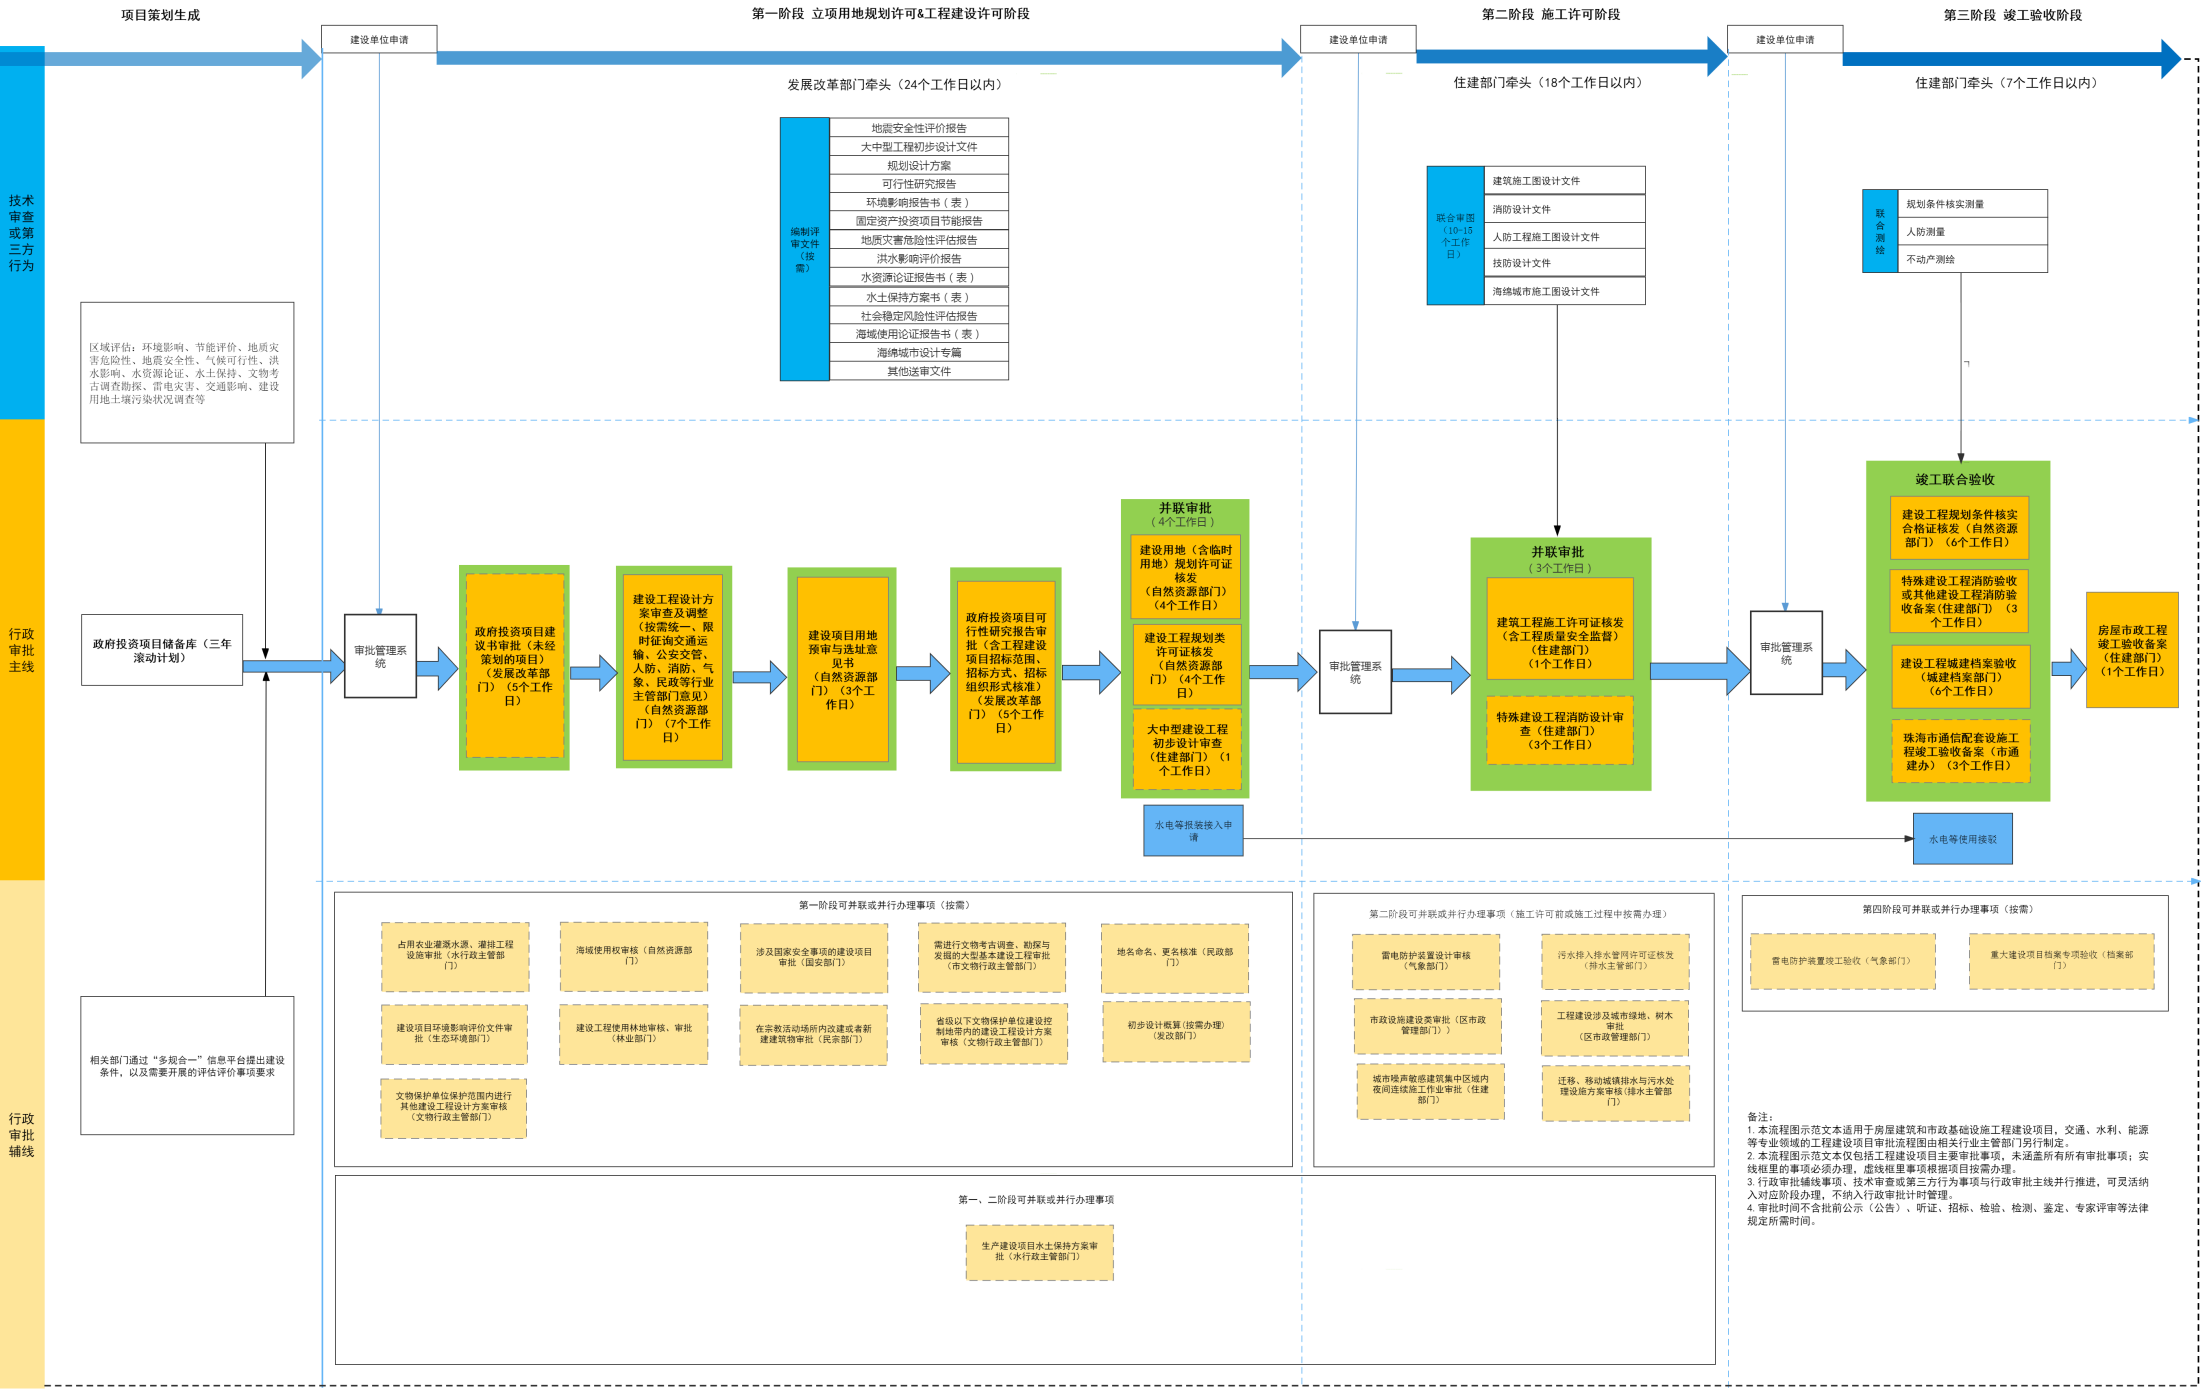 项目策划生成
第一阶段 立项用地规划许可&工程建设许可阶段
第二阶段 施工许可阶段
第三阶段 竣工验收阶段
建设单位申请
建设单位申请
建设单位申请
发展改革部门牵头（24个工作日以内）
住建部门牵头（18个工作日以内）
住建部门牵头（7个工作日以内）
技术
审查
或第
三方
行为
区域评估：环境影响、节能评价、地质灾
害危险性、地震安全性、气候可行性、洪
水影响、水资源论证、水土保持、文物考
古调查勘探、雷电灾害、交通影响、建设
用地土壤污染状况调查等
编制评
审文件
（按
需）
地震安全性评价报告
大中型工程初步设计文件
规划设计方案
可行性研究报告
环境影响报告书（表）
固定资产投资项目节能报告
地质灾害危险性评估报告
洪水影响评价报告
水资源论证报告书（表）
水土保持方案书（表）
社会稳定风险性评估报告
海域使用论证报告书（表）
海绵城市设计专篇
其他送审文件
联合审图
（10-15
个工作
日）
建筑施工图设计文件
消防设计文件
人防工程施工图设计文件
技防设计文件
海绵城市施工图设计文件
联
合
测
绘
规划条件核实测量
人防测量
不动产测绘
行政
审批
主线
政府投资项目储备库（三年
滚动计划）
审批管理系
统
政府投资项目建
议书审批（未经
策划的项目）
（发展改革部
门）（5个工作
日）
建设工程设计方
案审查及调整
（按需统一、限
时征询交通运
输、公安交管、
人防、消防、气
象、民政等行业
主管部门意见）
（自然资源部
门）（7个工作
日）
建设项目用地
预审与选址意
见书
（自然资源部
门）（3个工
作日）
政府投资项目可
行性研究报告审
批（含工程建设
项目招标范围、
招标方式、招标
组织形式核准）
（发展改革部
门）（5个工作
日）
并联审批
（4个工作日）
建设用地（含临时
用地）规划许可证
核发
（自然资源部门）
（4个工作日）
建设工程规划类
许可证核发
（自然资源部
门）（4个工作
日）
大中型建设工程
初步设计审查
（住建部门）（1
个工作日）
审批管理系
统
并联审批
（3个工作日）
建筑工程施工许可证核发
（含工程质量安全监督）
（住建部门）
（1个工作日）
特殊建设工程消防设计审
查（住建部门）
（3个工作日）
审批管理系
统
竣工联合验收
建设工程规划条件核实
合格证核发（自然资源
部门）（6个工作日）
特殊建设工程消防验收
或其他建设工程消防验
收备案(住建部门）（3
个工作日）
建设工程城建档案验收
（城建档案部门）
（6个工作日）
珠海市通信配套设施工
程竣工验收备案（市通
建办）（3个工作日）
房屋市政工程
竣工验收备案
（住建部门）
（1个工作日）
水电等报装接入申
请
水电等使用接驳
行政
审批
辅线
相关部门通过“多规合一”信息平台提出建设
条件，以及需要开展的评估评价事项要求
第一阶段可并联或并行办理事项（按需）
占用农业灌溉水源、灌排工程
设施审批（水行政主管部
门）
海域使用权审核（自然资源部
门）
涉及国家安全事项的建设项目
审批（国安部门）
需进行文物考古调查、勘探与
发掘的大型基本建设工程审批
（市文物行政主管部门）
地名命名、更名核准（民政部
门）
建设项目环境影响评价文件审
批（生态环境部门）
建设工程使用林地审核、审批
（林业部门）
在宗教活动场所内改建或者新
建建筑物审批（民宗部门）
省级以下文物保护单位建设控
制地带内的建设工程设计方案
审核（文物行政主管部门）
初步设计概算(按需办理)
（发改部门）
文物保护单位保护范围内进行
其他建设工程设计方案审核
（文物行政主管部门）
第二阶段可并联或并行办理事项（施工许可前或施工过程中按需办理）
雷电防护装置设计审核
（气象部门）
污水排入排水管网许可证核发
（排水主管部门）
市政设施建设类审批（区市政
管理部门））
工程建设涉及城市绿地、树木
审批
（区市政管理部门）
城市噪声敏感建筑集中区域内
夜间连续施工作业审批（住建
部门）
迁移、移动城镇排水与污水处
理设施方案审核(排水主管部
门）
第四阶段可并联或并行办理事项（按需）
雷电防护装置竣工验收（气象部门）
重大建设项目档案专项验收（档案部
门）
第一、二阶段可并联或并行办理事项
生产建设项目水土保持方案审
批（水行政主管部门）
备注：
1. 本流程图示范文本适用于房屋建筑和市政基础设施工程建设项目，交通、水利、能源
等专业领域的工程建设项目审批流程图由相关行业主管部门另行制定。
2. 本流程图示范文本仅包括工程建设项目主要审批事项，未涵盖所有所有审批事项；实
线框里的事项必须办理，虚线框里事项根据项目按需办理。
3. 行政审批辅线事项、技术审查或第三方行为事项与行政审批主线并行推进，可灵活纳
入对应阶段办理，不纳入行政审批计时管理。
4. 审批时间不含批前公示（公告）、听证、招标、检验、检测、鉴定、专家评审等法律
规定所需时间。